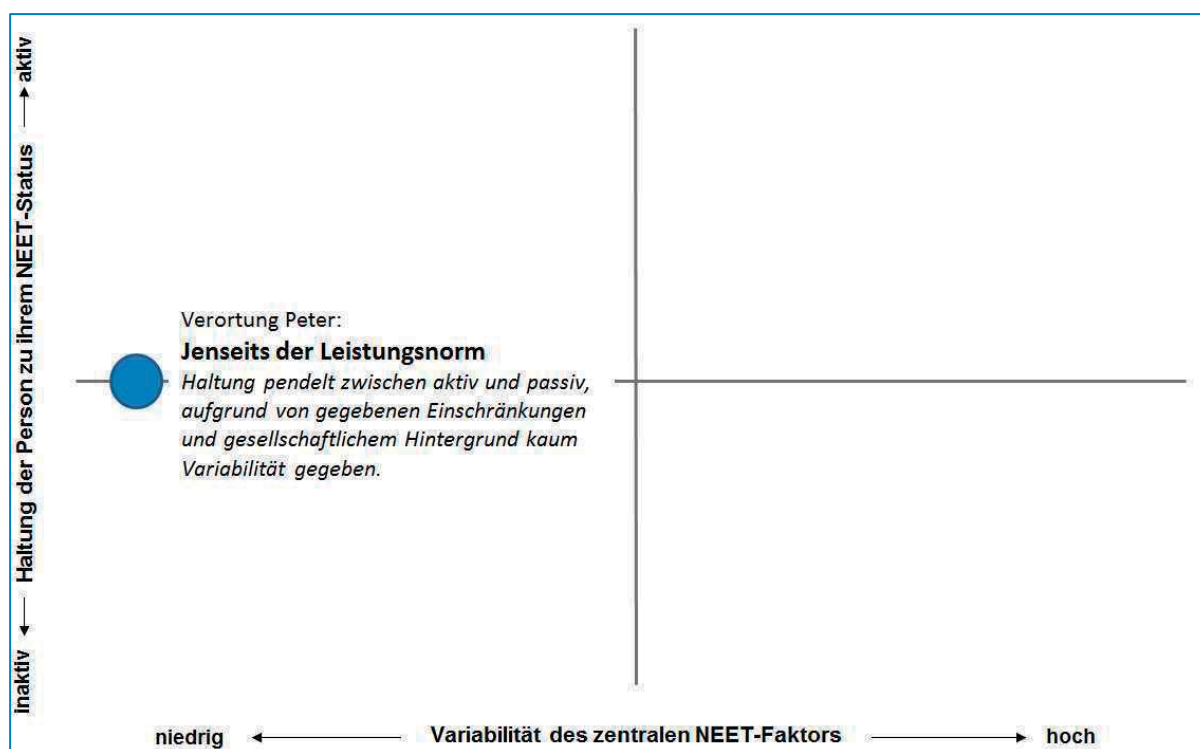 Haltung der Person zu ihrem NEET-Status
aktiv
inaktiv
Verortung Peter:
Jenseits der Leistungsnorm
Haltung pendelt zwischen aktiv und passiv,
aufgrund von gegebenen Einschränkungen
und gesellschaftlichem Hintergrund kaum
Variabilität gegeben.
niedrig
Variabilität des zentralen NEET-Faktors
hoch